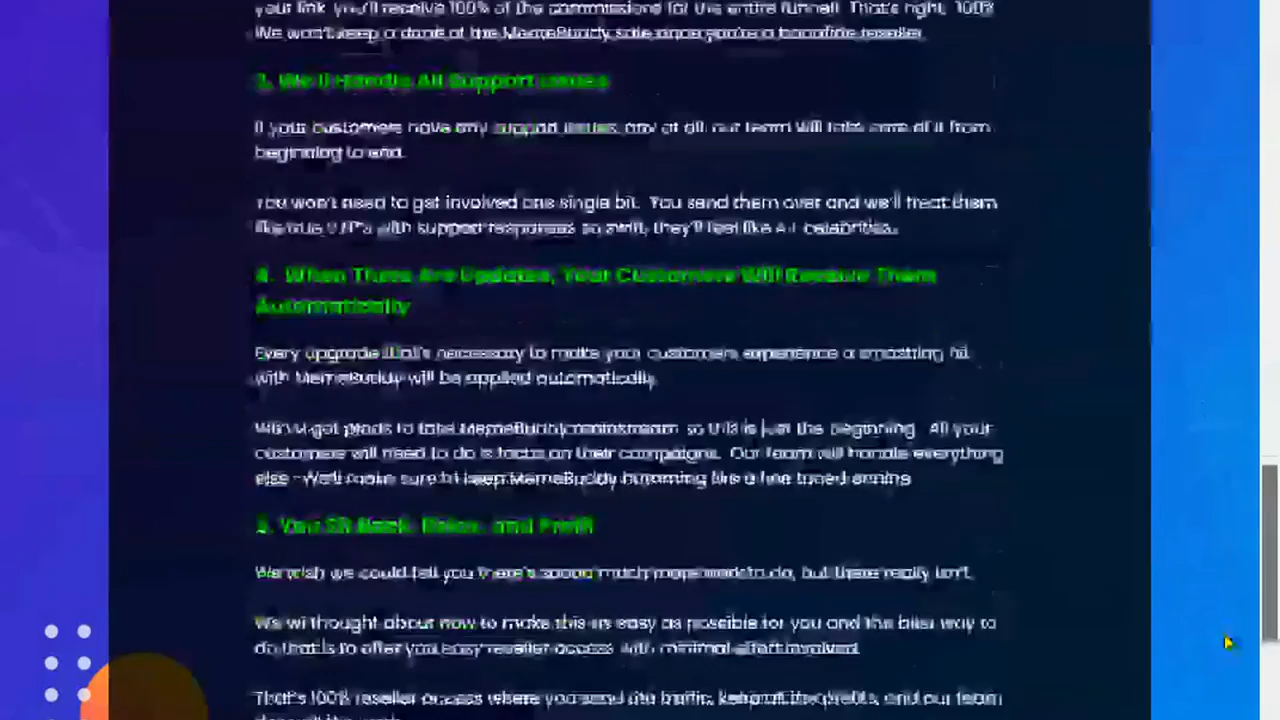 your link you'll receive 100% of the commissions for the entire funnel. That's right, 100%
We won't keep a of the MemeBuddy sale once you're a bonafide reseller.
3. We'll Handle All Support Issues
If your customers have any support issues, any at all, our team will take care of it from
beginning to end.
You won't need to get involved one single bit. You send them over and we'll treat them
like true V.I.P's with support responses so swift, they'll feel like A+ celebrities.
4. When There Are Updates, Your Customers Will Receive Them
Automatically
Every upgrade that's necessary to make your customers experience a smashing hit
with MemeBuddy will be applied automatically.
got plans to take MemeBuddy mainstream so this is just the beginning. All your
customers will need to do is focus on their campaigns. Our team will handle everything
else - We'll make sure to keep MemeBuddy humming like a fine tuned engine.
5. You Sit Back, Relax, and Profit
We wish we could tell you there's much more work to do, but there really isn't.
thought about how to make this as easy as possible for you and the best way to
do that is to offer you easy reseller access with minimal effort involved.
That's 100% reseller access where you send the traffic, keep all the profits, and our team